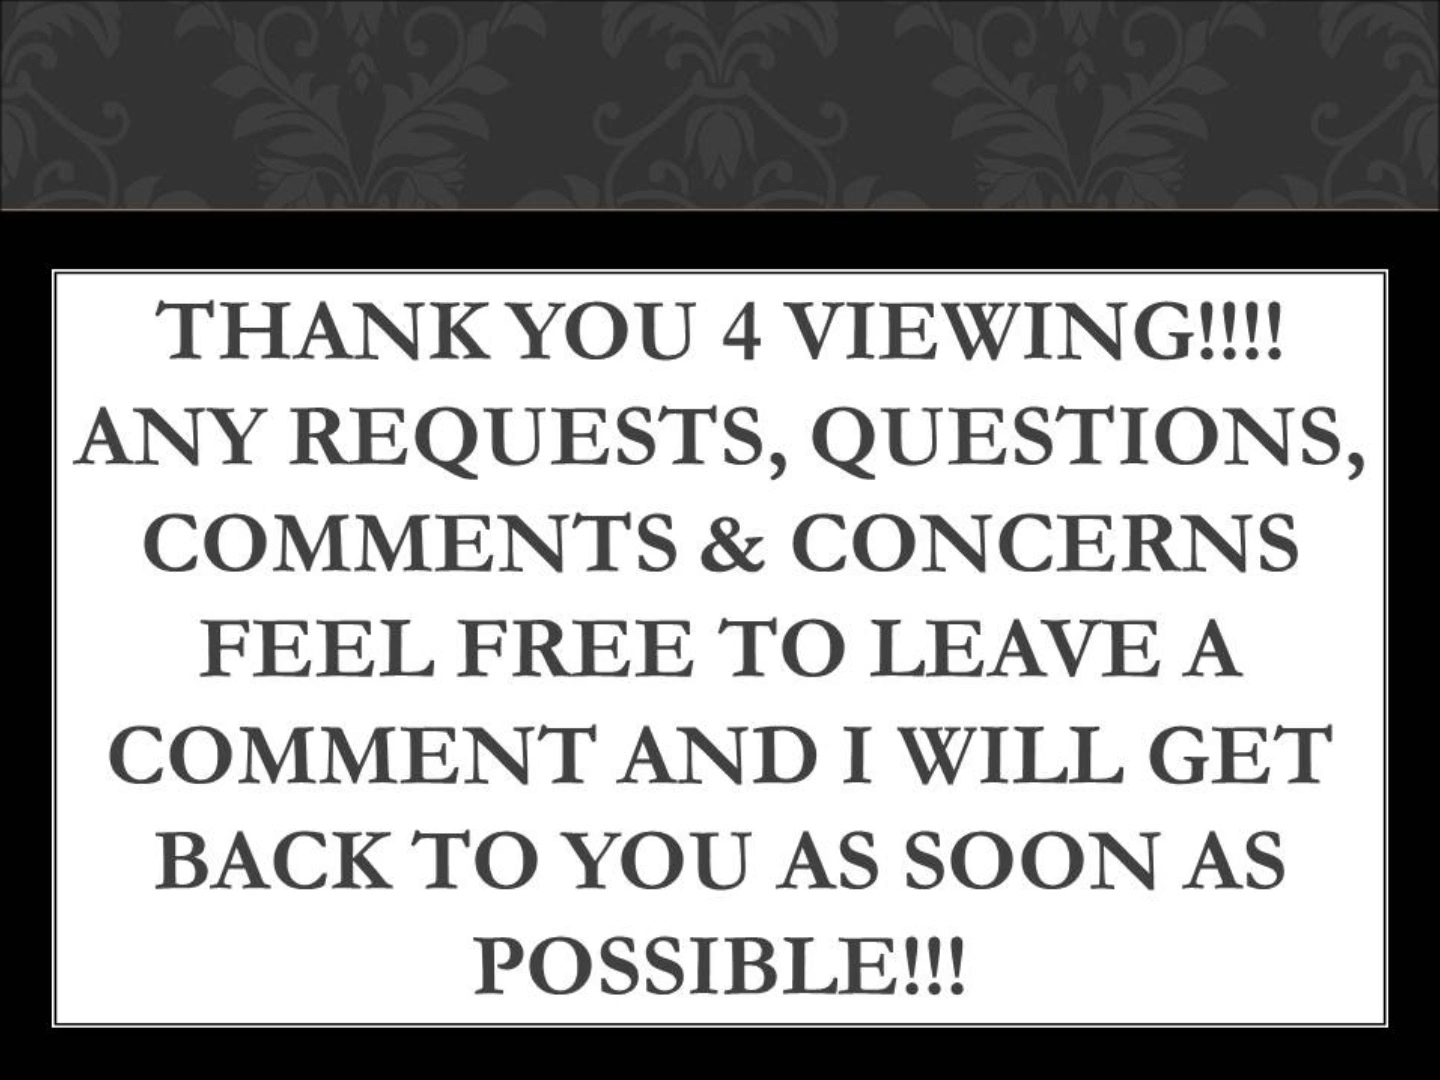 THANK YOU 4 VIEWING!!!!
ANY REQUESTS, QUESTIONS,
COMMENTS & CONCERNS
FEEL FREE TO LEAVE A
COMMENT AND I WILL GET
BACK TO YOU AS SOON AS
POSSIBLE!!!